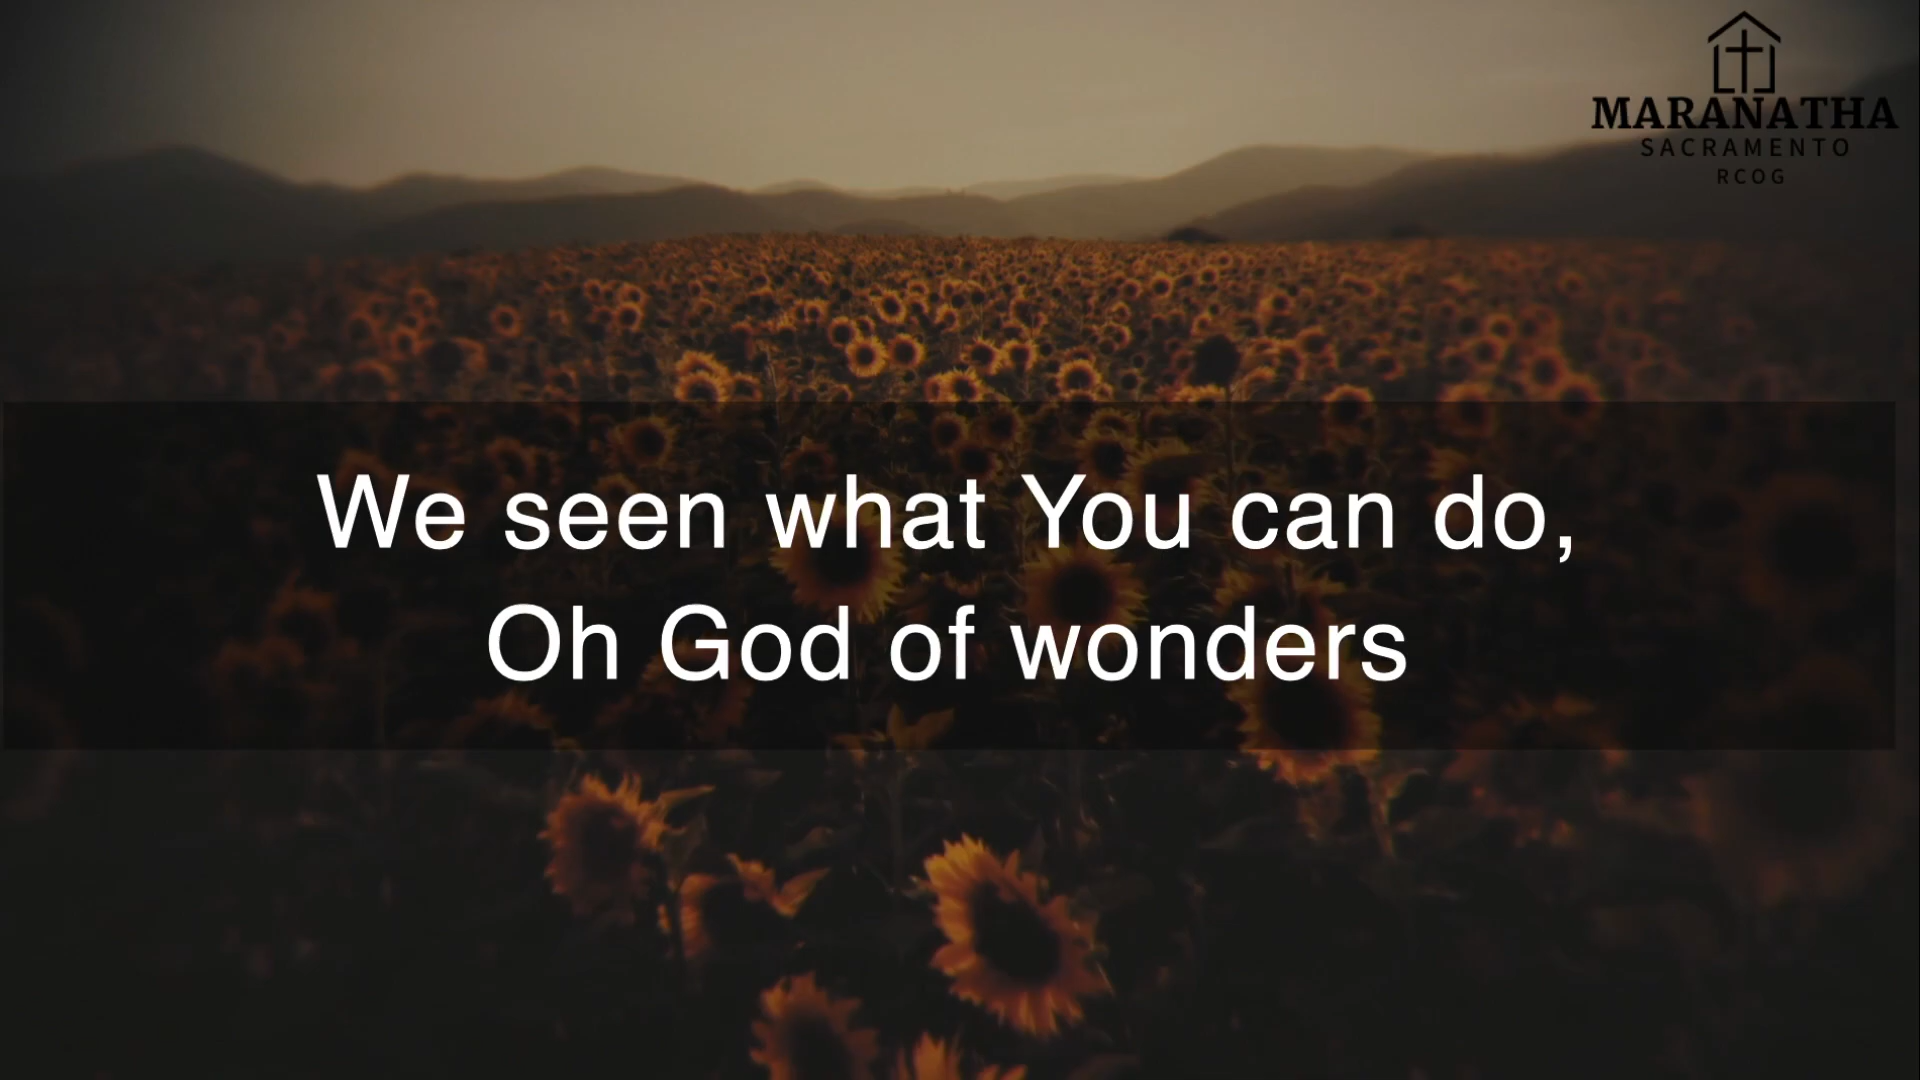 MARANATHA
SACRAMENTO
RCOG
We seen what You can do,
Oh God of wonders